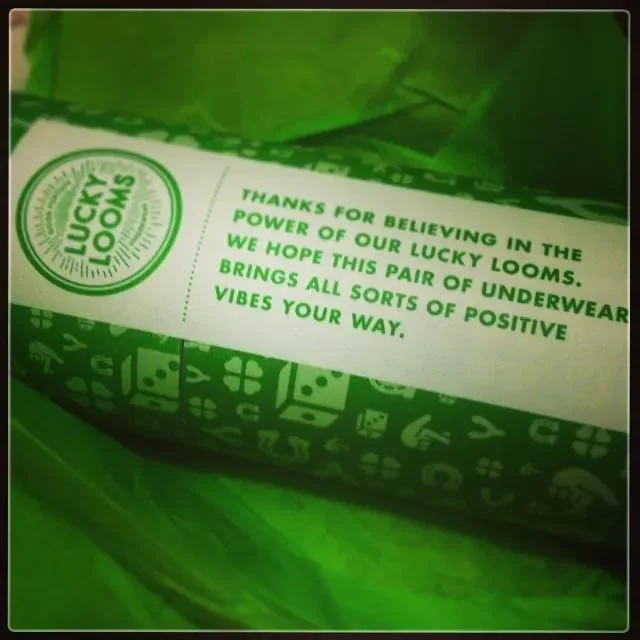 LUCKY
LOOMS
THANKS FOR BELIEVING IN THE
POWER OF OUR LUCKY LOOMS.
WE HOPE THIS PAIR OF UNDERWEAR
BRINGS ALL SORTS OF POSITIVE
VIBES YOUR WAY.